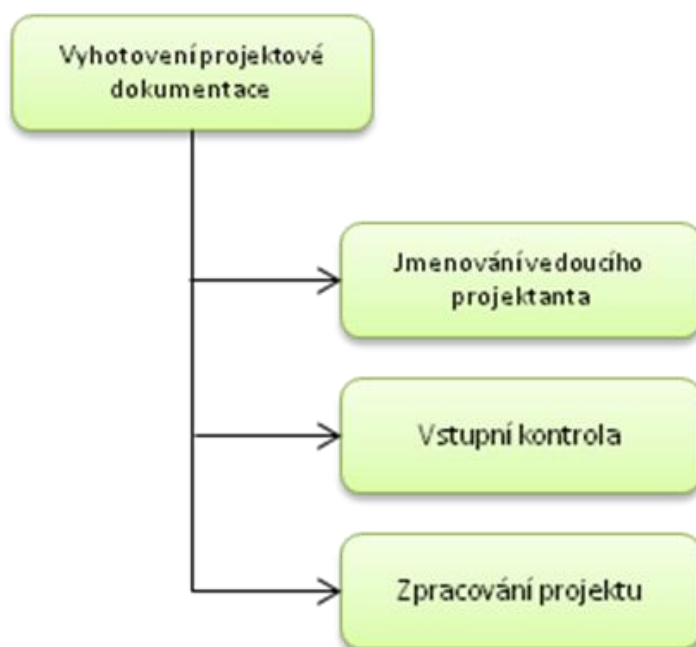 Vyhotovení projektové
dokumentace
Jmenování vedoucího
projektanta
Vstupní kontrola
Zpracování projektu